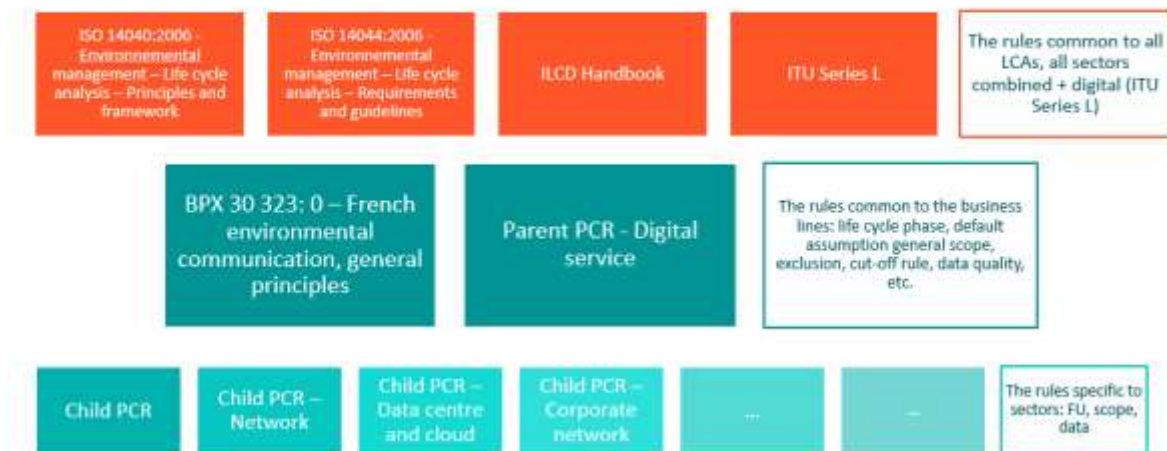 ISO 14040:2006 -
Environnemental
management – Life cycle
analysis – Principles and
framework
ISO 14044:2006 -
Environnemental
management – Life cycle
analysis – Requirements
and guidelines
ILCD Handbook
ITU Series L
The rules common to all
LCAs, all sectors
combined + digital (ITU
Series L)
BPX 30 323: 0 – French
environmental
communication, general
principles
Parent PCR - Digital
service
The rules common to the business
lines: life cycle phase, default
assumption general scope,
exclusion, cut-off rule, data quality,
etc.
Child PCR
Child PCR –
Network
Child PCR –
Data centre
and cloud
Child PCR –
Corporate
network
...
...
The rules specific to
sectors: FU, scope,
data